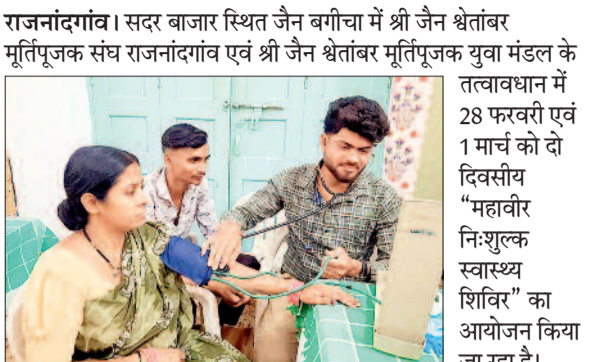 राजनांदगांव। सदर बाजार स्थित जैन बगीचा में श्री जैन श्वेतांबर
मूर्तिपूजक संघ राजनांदगांव एवं श्री जैन श्वेतांबर मूर्तिपूजक युवा मंडल के
तत्वावधान में
28 फरवरी एवं
1 मार्च को दो
दिवसीय
“महावीर
निःशुल्क
स्वास्थ्य
शिविर” का
आयोजन किया
जा रहा है।